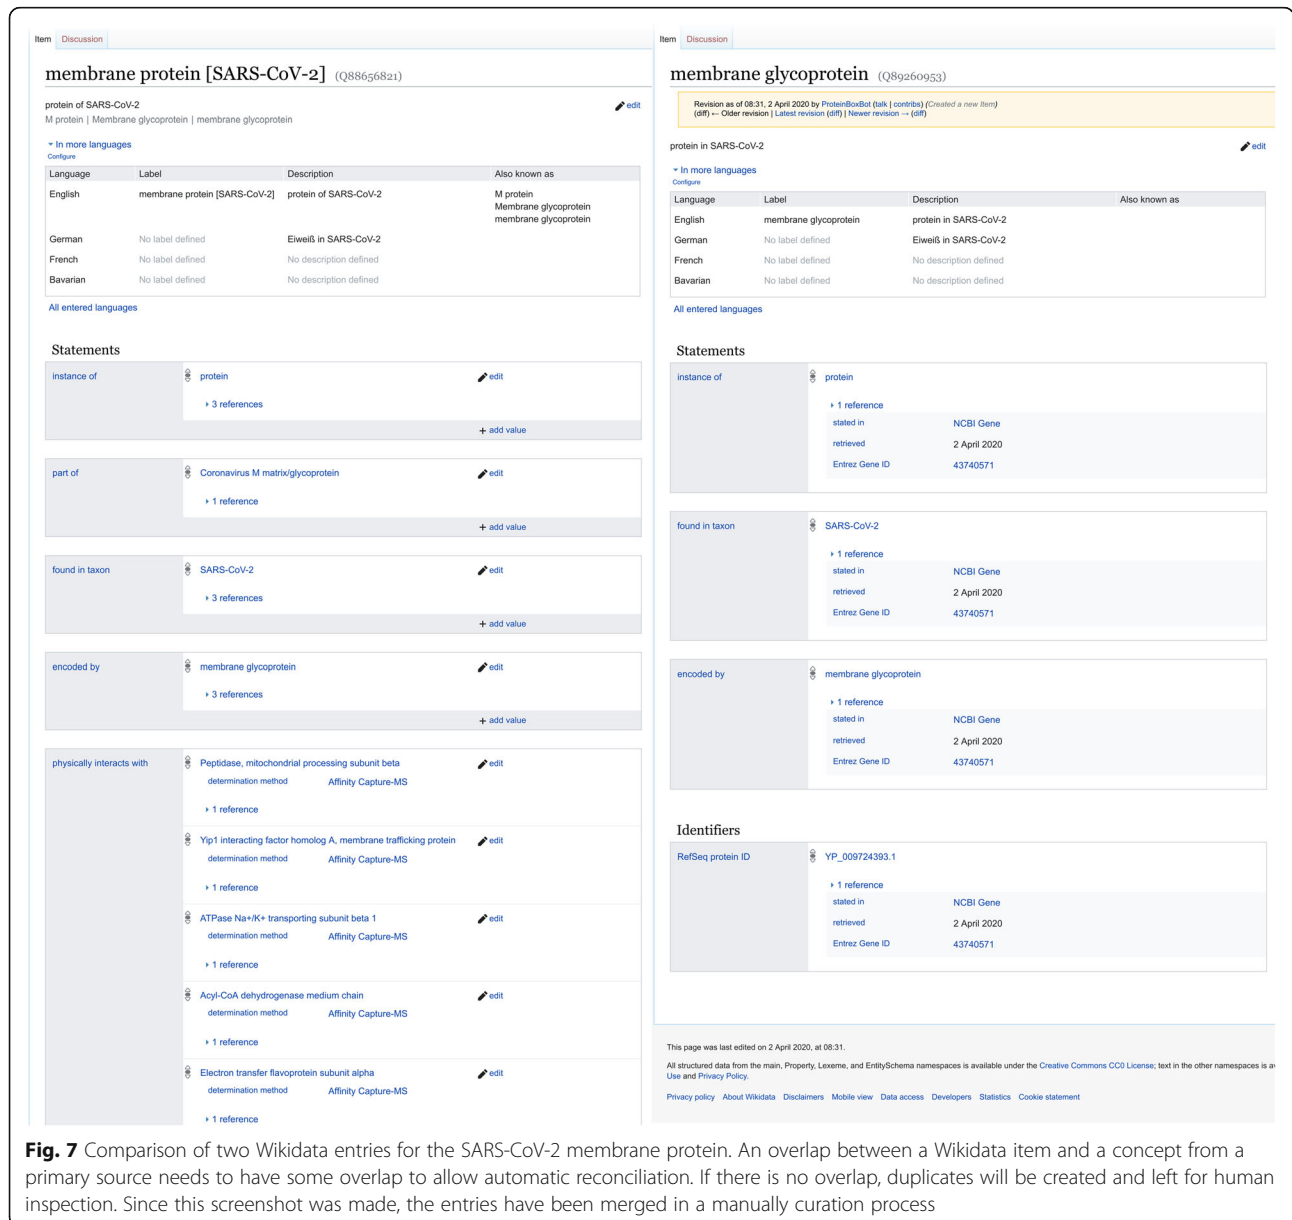 Item Discussion
membrane protein [SARS-CoV-2] (Q88656821)
protein of SARS-CoV-2 edit
M protein | Membrane glycoprotein | membrane glycoprotein
In more languages
Configure
Language Label Description Also known as
English membrane protein [SARS-CoV-2] protein of SARS-CoV-2 M protein
Membrane glycoprotein
membrane glycoprotein
German No label defined Eiweiß in SARS-CoV-2
French No label defined No description defined
Bavarian No label defined No description defined
All entered languages
Statements
instance of protein edit
3 references
+ add value
part of Coronavirus M matrix/glycoprotein edit
1 reference
+ add value
found in taxon SARS-CoV-2 edit
3 references
+ add value
encoded by membrane glycoprotein edit
3 references
+ add value
physically interacts with Peptidase, mitochondrial processing subunit beta edit
determination method Affinity Capture-MS
1 reference
Yip1 interacting factor homolog A, membrane trafficking protein edit
determination method Affinity Capture-MS
1 reference
ATPase Na+/K+ transporting subunit beta 1 edit
determination method Affinity Capture-MS
1 reference
Acyl-CoA dehydrogenase medium chain edit
determination method Affinity Capture-MS
1 reference
Electron transfer flavoprotein subunit alpha edit
determination method Affinity Capture-MS
1 reference
Item Discussion
membrane glycoprotein (Q89260953)
Revision as of 08:31, 2 April 2020 by ProteinBoxBot (talk | contribs) (Created a new Item)
(diff) ← Older revision | Latest revision (diff) | Newer revision → (diff)
protein in SARS-CoV-2 edit
In more languages
Configure
Language Label Description Also known as
English membrane glycoprotein protein in SARS-CoV-2
German No label defined Eiweiß in SARS-CoV-2
French No label defined No description defined
Bavarian No label defined No description defined
All entered languages
Statements
instance of protein
1 reference
stated in NCBI Gene
retrieved 2 April 2020
Entrez Gene ID 43740571
found in taxon SARS-CoV-2
1 reference
stated in NCBI Gene
retrieved 2 April 2020
Entrez Gene ID 43740571
encoded by membrane glycoprotein
1 reference
stated in NCBI Gene
retrieved 2 April 2020
Entrez Gene ID 43740571
Identifiers
RefSeq protein ID YP_009724393.1
1 reference
stated in NCBI Gene
retrieved 2 April 2020
Entrez Gene ID 43740571
This page was last edited on 2 April 2020, at 08:31.
All structured data from the main, Property, Lexeme, and EntitySchema namespaces is available under the Creative Commons CC0 License; text in the other namespaces is
Use and Privacy Policy.
Privacy policy About Wikidata Disclaimers Mobile view Data access Developers Statistics Cookie statement
Fig. 7 Comparison of two Wikidata entries for the SARS-CoV-2 membrane protein. An overlap between a Wikidata item and a concept from a
primary source needs to have some overlap to allow automatic reconciliation. If there is no overlap, duplicates will be created and left for human
inspection. Since this screenshot was made, the entries have been merged in a manually curation process